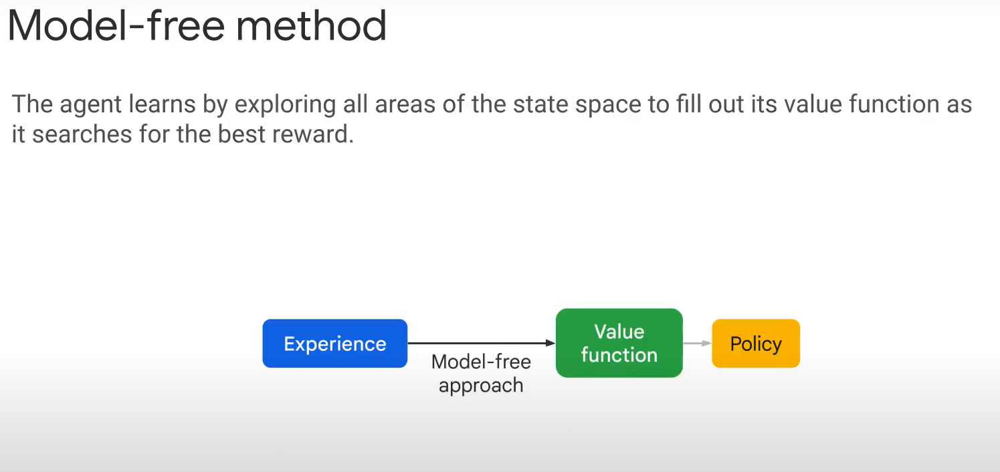 Model-free method
The agent learns by exploring all areas of the state space to fill out its value function as
it searches for the best reward.
Experience
Model-free
approach
Value
function
Policy